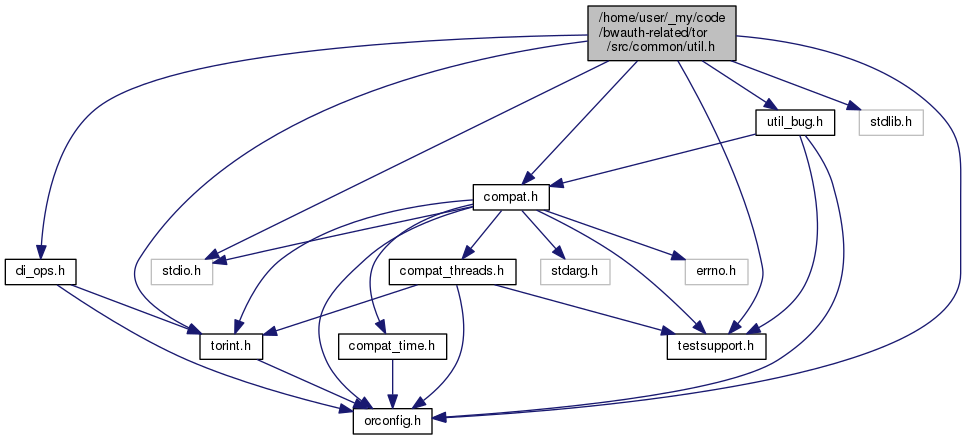 /home/user/_my/code
/bwauth-related/tor
/src/common/util.h
util_bug.h
stdlib.h
compat.h
di_ops.h
stdio.h
compat_threads.h
stdarg.h
errno.h
torint.h
compat_time.h
testsupport.h
orconfig.h